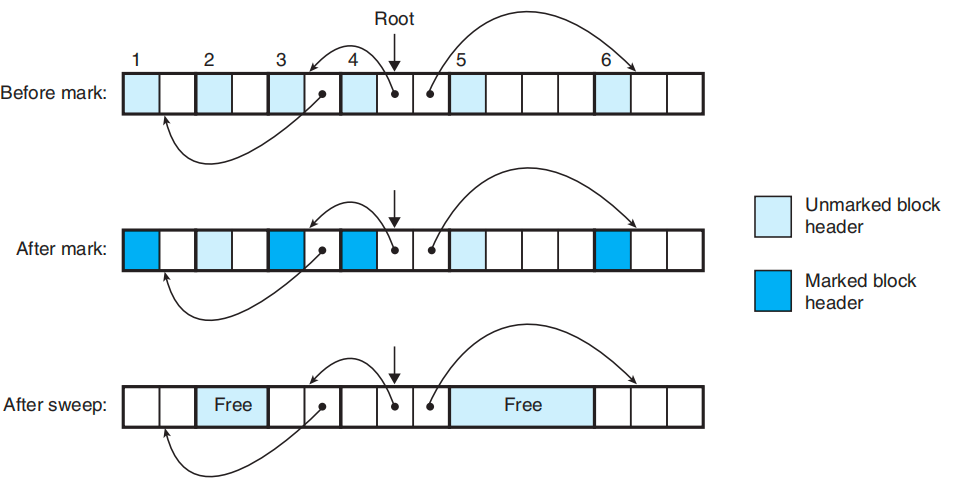 Root
1 2 3 4 5 6
Before mark:
After mark:
Unmarked block
header
Marked block
header
After sweep:
Free Free